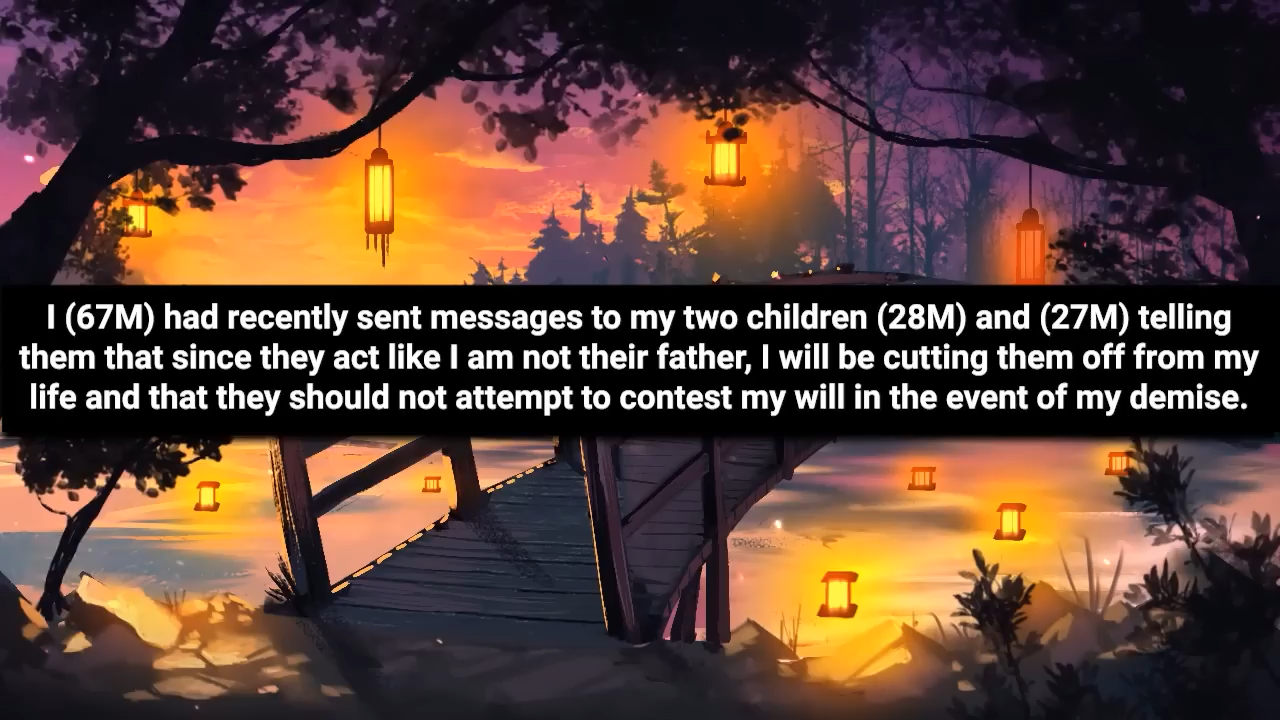 I (67M) had recently sent messages to my two children (28M) and (27M) telling
them that since they act like I am not their father, I will be cutting them off from my
life and that they should not attempt to contest my will in the event of my demise.